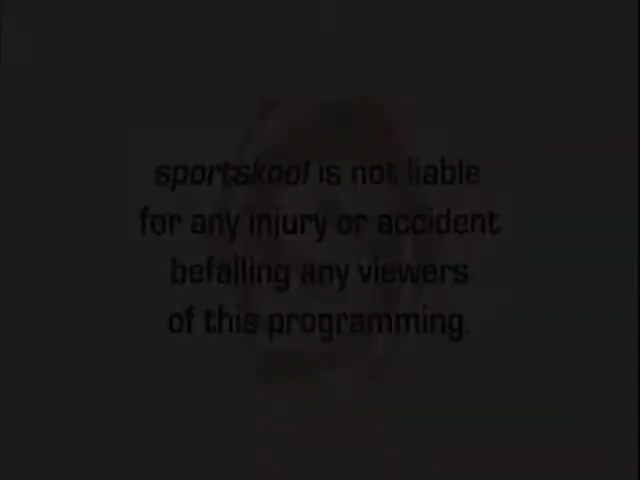 sportskool is not liable
for any injury or accident
befalling any viewers
of this programming.